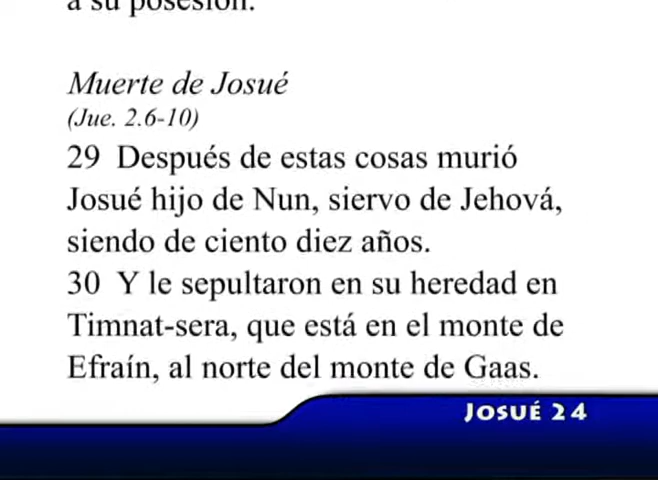 a su posesión.
Muerte de Josué
(Jue. 2.6-10)
29 Después de estas cosas murió
Josué hijo de Nun, siervo de Jehová,
siendo de ciento diez años.
30 Y le sepultaron en su heredad en
Timnat-sera, que está en el monte de
Efraín, al norte del monte de Gaas.
JOSUÉ 24